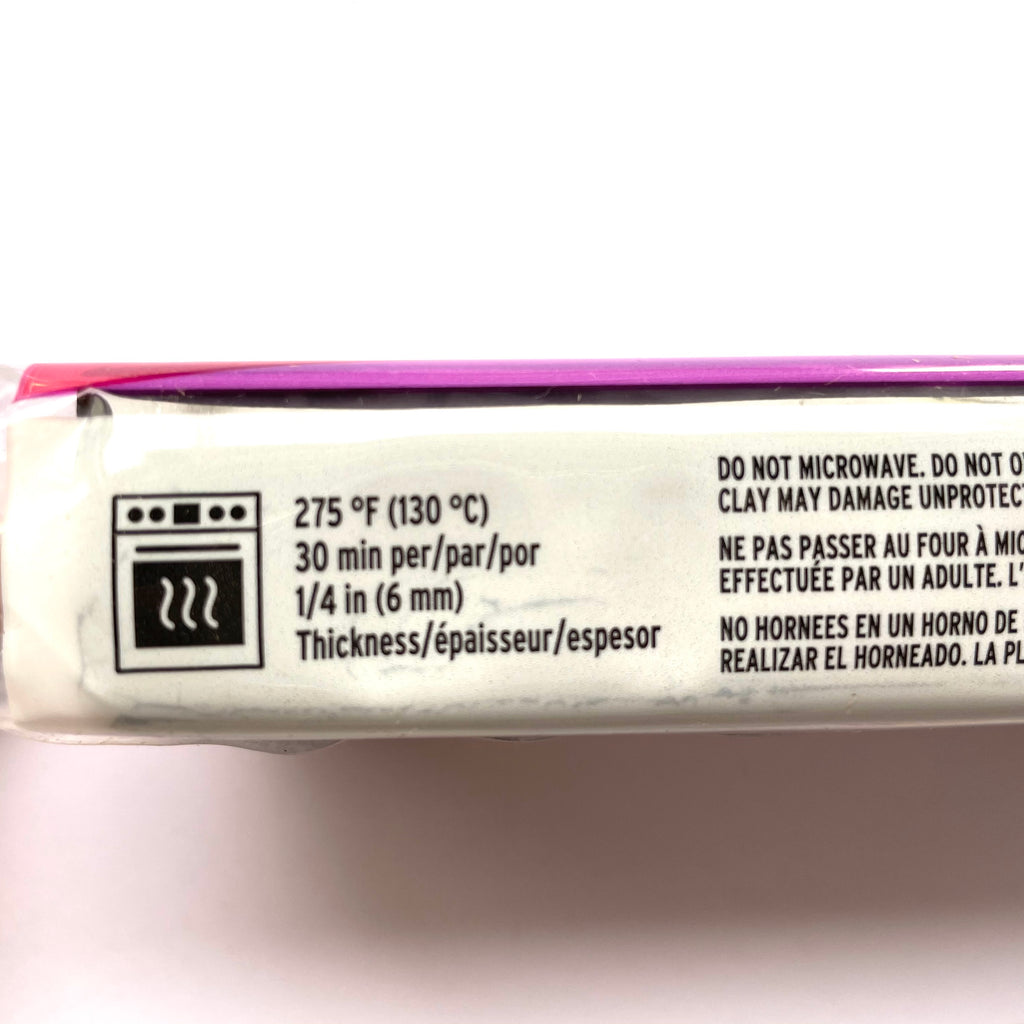 275 °F (130 °C)
30 min per/par/por
1/4 in (6 mm)
Thickness/épaisseur/espesor
DO NOT MICROWAVE. DO NOT
CLAY MAY DAMAGE
NE PAS PASSER AU FOUR À
EFFECTUÉE PAR UN ADULTE.
NO HORNEES EN UN HORNO DE
REALIZAR EL HORNEADO. LA